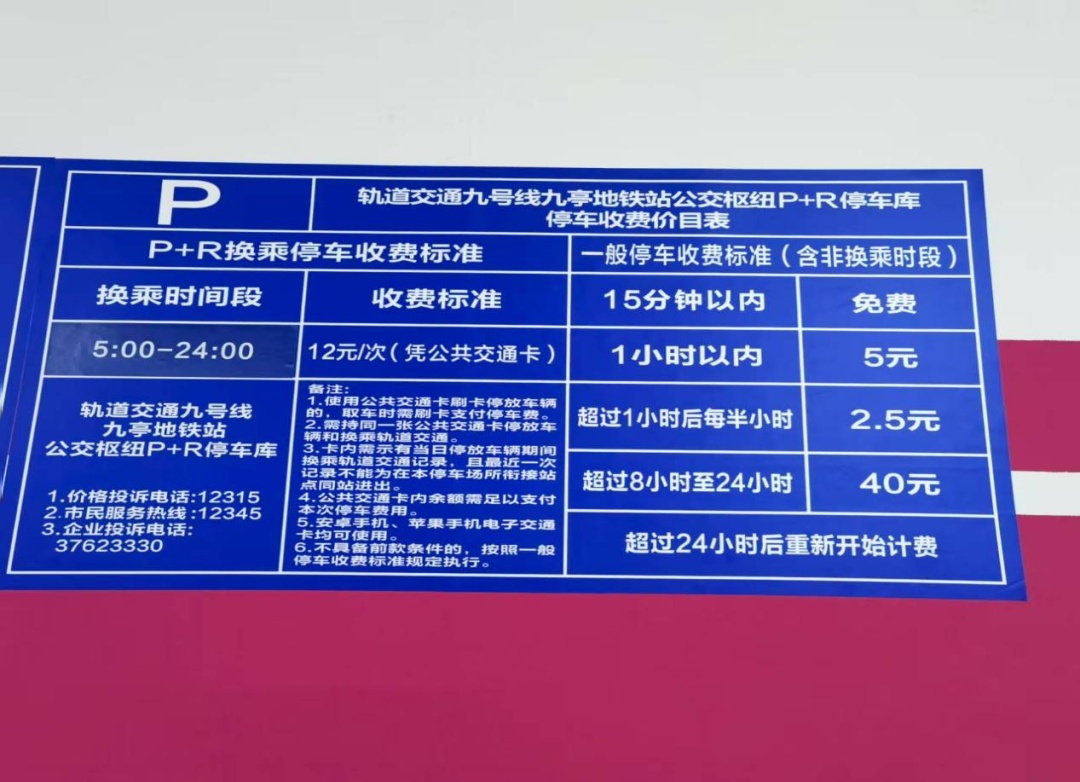 P
轨道交通九号线九亭地铁站公交枢纽P+R停车库
停车收费价目表
P+R换乘停车收费标准
一般停车收费标准（含非换乘时段）
换乘时间段
收费标准
15分钟以内
免费
5:00-24:00
12元/次（凭公共交通卡）
1小时以内
5元
超过1小时后每半小时
2.5元
超过8小时至24小时
40元
超过24小时后重新开始计费
轨道交通九号线
九亭地铁站
公交枢纽P+R停车库
1.价格投诉电话:12315
2.市民服务热线:12345
3.企业投诉电话:
37623330
备注:
1.使用公共交通卡刷卡停放车辆
的，取车时需刷卡支付停车费。
2.需持同一张公共交通卡停放车
辆和换乘轨道交通。
3.卡内需示有当日停放车辆期间
换乘轨道交通记录，且最近一次
记录不能为在本停车场所衔接站
点同站进出。
4.公共交通卡内余额需足以支付
本次停车费用。
5.安卓手机、苹果手机电子交通
卡均可使用。
6.不具备前款条件的，按照一般
停车收费标准规定执行。